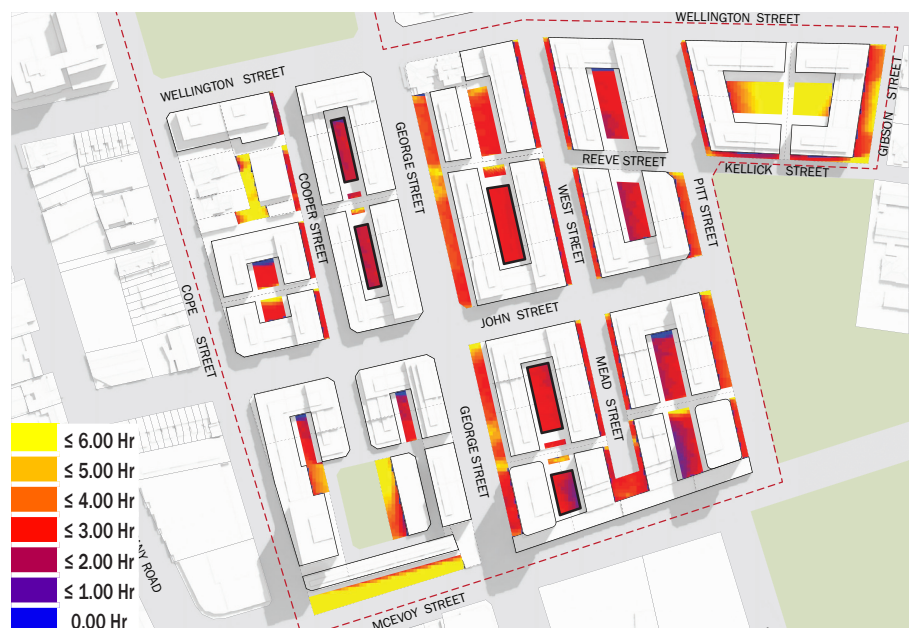 WELLINGTON STREET
WELLINGTON STREET
GIBSON STREET
GEORGE STREET
REEVE STREET
KELLICK STREET
COOPER STREET
WEST STREET
PITT STREET
COPE STREET
JOHN STREET
MEAD STREET
GEORGE STREET
≤ 6.00 Hr
≤ 5.00 Hr
≤ 4.00 Hr
≤ 3.00 Hr
≤ 2.00 Hr
≤ 1.00 Hr
0.00 Hr
ROAD
MCEVOY STREET